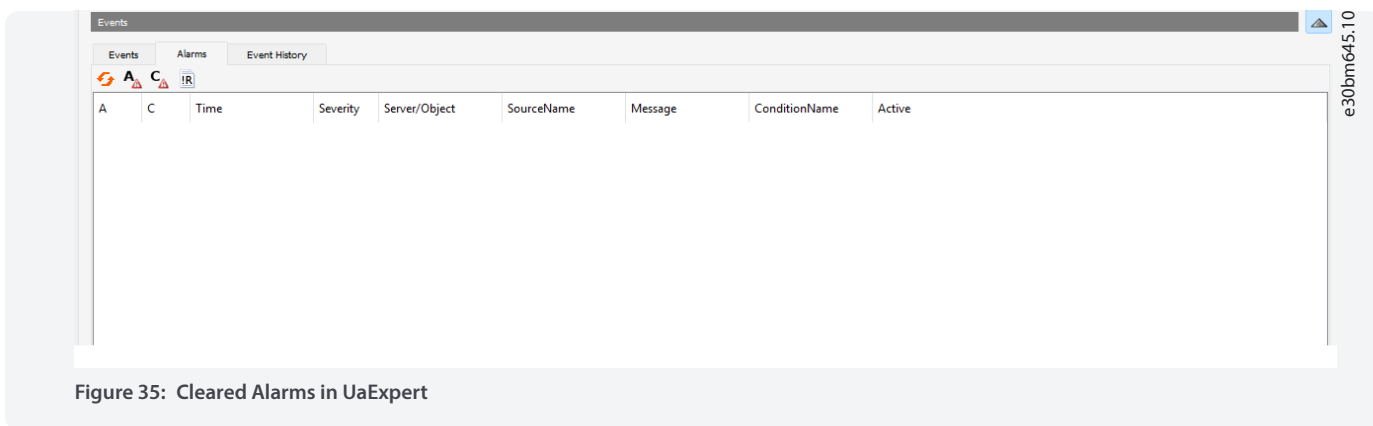 Events
Events Alarms Event History
A C !R
A C Time Severity Server/Object SourceName Message ConditionName Active
e30bm645.10
Figure 35: Cleared Alarms in UaExpert